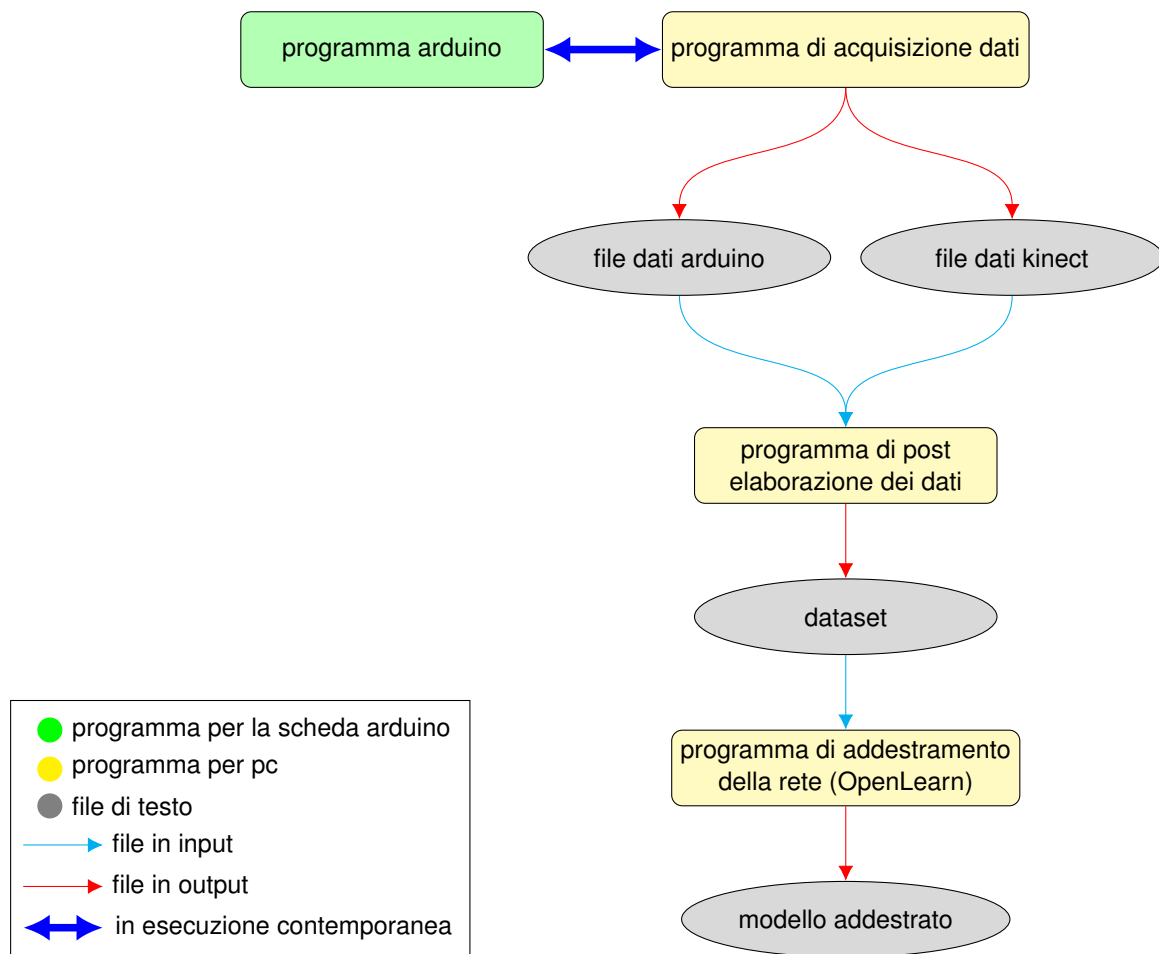 programma arduino
programma di acquisizione dati
file dati arduino
file dati kinect
programma di post
elaborazione dei dati
dataset
programma di addestramento
della rete (OpenLearn)
modello addestrato
programma per la scheda arduino
programma per pc
file di testo
file in input
file in output
in esecuzione contemporanea